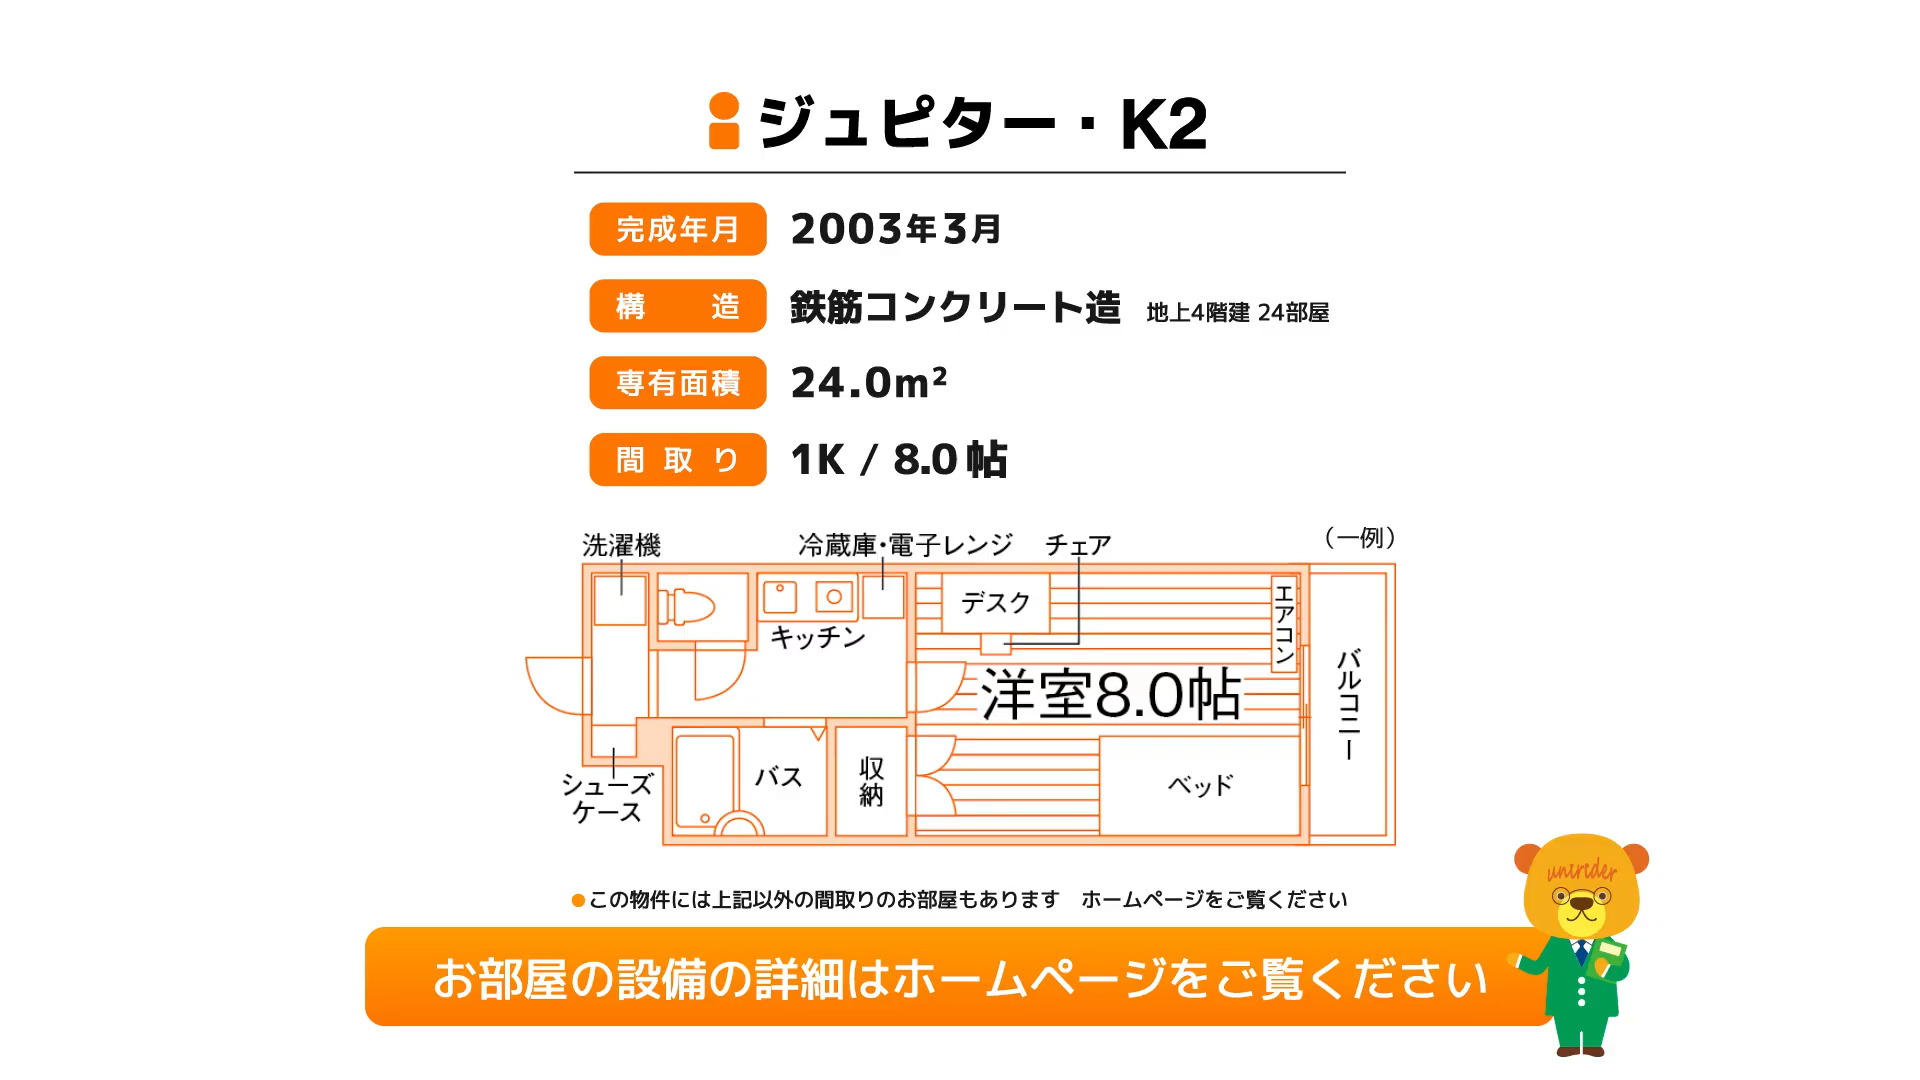 ジュピター・K2
完成年月 2003年3月
構造 鉄筋コンクリート造 地上4階建 24部屋
専有面積 24.0m²
間取り 1K / 8.0帖
(一例)
洗濯機 冷蔵庫・電子レンジ チェア
デスク
エアコン
キッチン
洋室8.0帖
バルコニー
シューズケース
バス
収納
ベッド
●この物件には上記以外の間取りのお部屋もあります ホームページをご覧ください
お部屋の設備の詳細はホームページをご覧ください
unirider